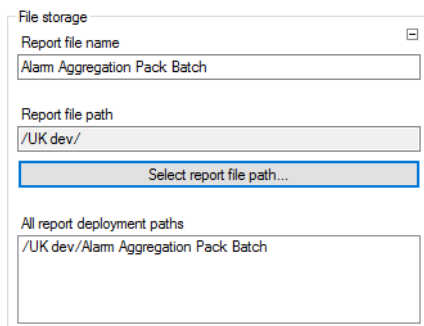 File storage
Report file name
Alarm Aggregation Pack Batch
Report file path
/UK dev/
Select report file path...
All report deployment paths
/UK dev/Alarm Aggregation Pack Batch